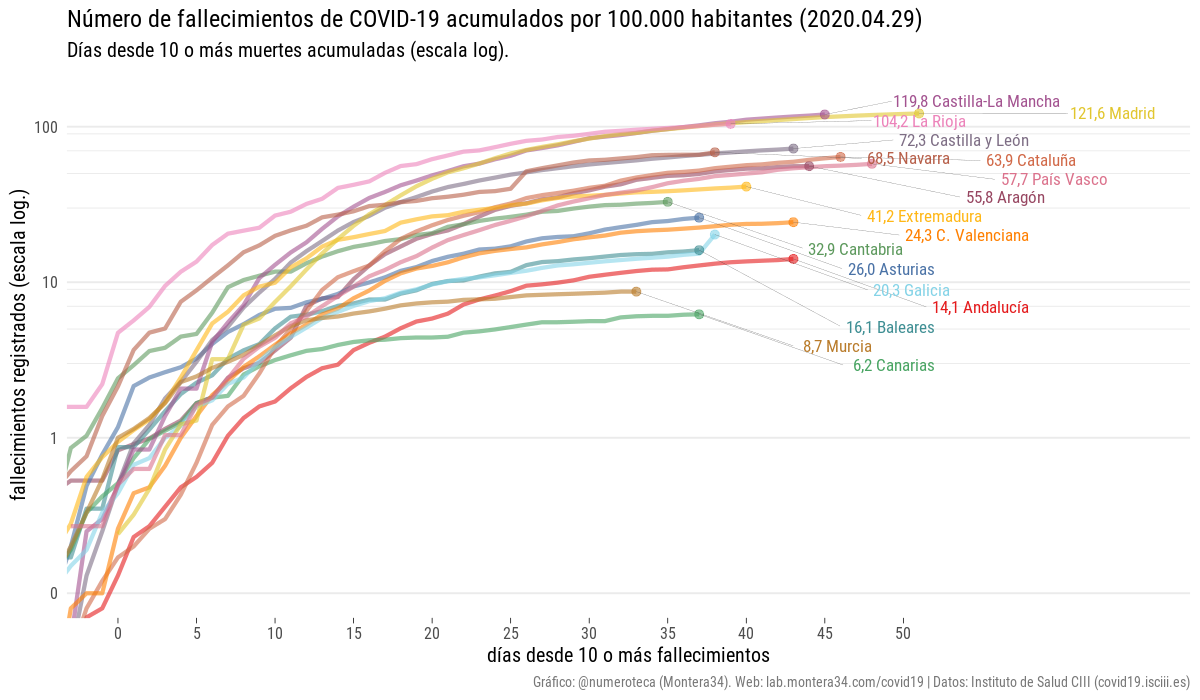 Número de fallecimientos de COVID-19 acumulados por 100.000 habitantes (2020.04.29)
Días desde 10 o más muertes acumuladas (escala log).
fallecimientos registrados (escala log.)
100
10
1
0
119,8 Castilla-La Mancha
121,6 Madrid
104,2 La Rioja
72,3 Castilla y León
68,5 Navarra
63,9 Cataluña
57,7 País Vasco
55,8 Aragón
41,2 Extremadura
24,3 C. Valenciana
32,9 Cantabria
26,0 Asturias
20,3 Galicia
14,1 Andalucía
16,1 Baleares
8,7 Murcia
6,2 Canarias
0 5 10 15 20 25 30 35 40 45 50
días desde 10 o más fallecimientos
Gráfico: @numeroteca (Montera34). Web: lab.montera34.com/covid19 | Datos: Instituto de Salud CIII (covid19.isciii.es)